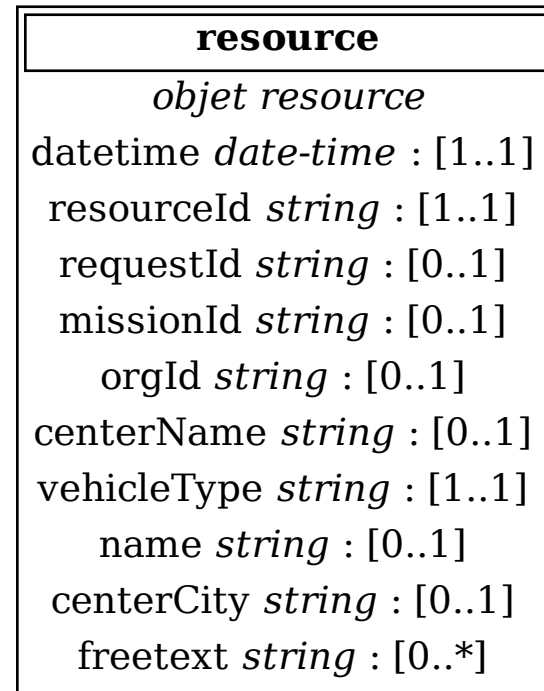 resource
objet resource
datetime date-time : [1..1]
resourceId string : [1..1]
requestId string : [0..1]
missionId string : [0..1]
orgId string : [0..1]
centerName string : [0..1]
vehicleType string : [1..1]
name string : [0..1]
centerCity string : [0..1]
freetext string : [0..*]